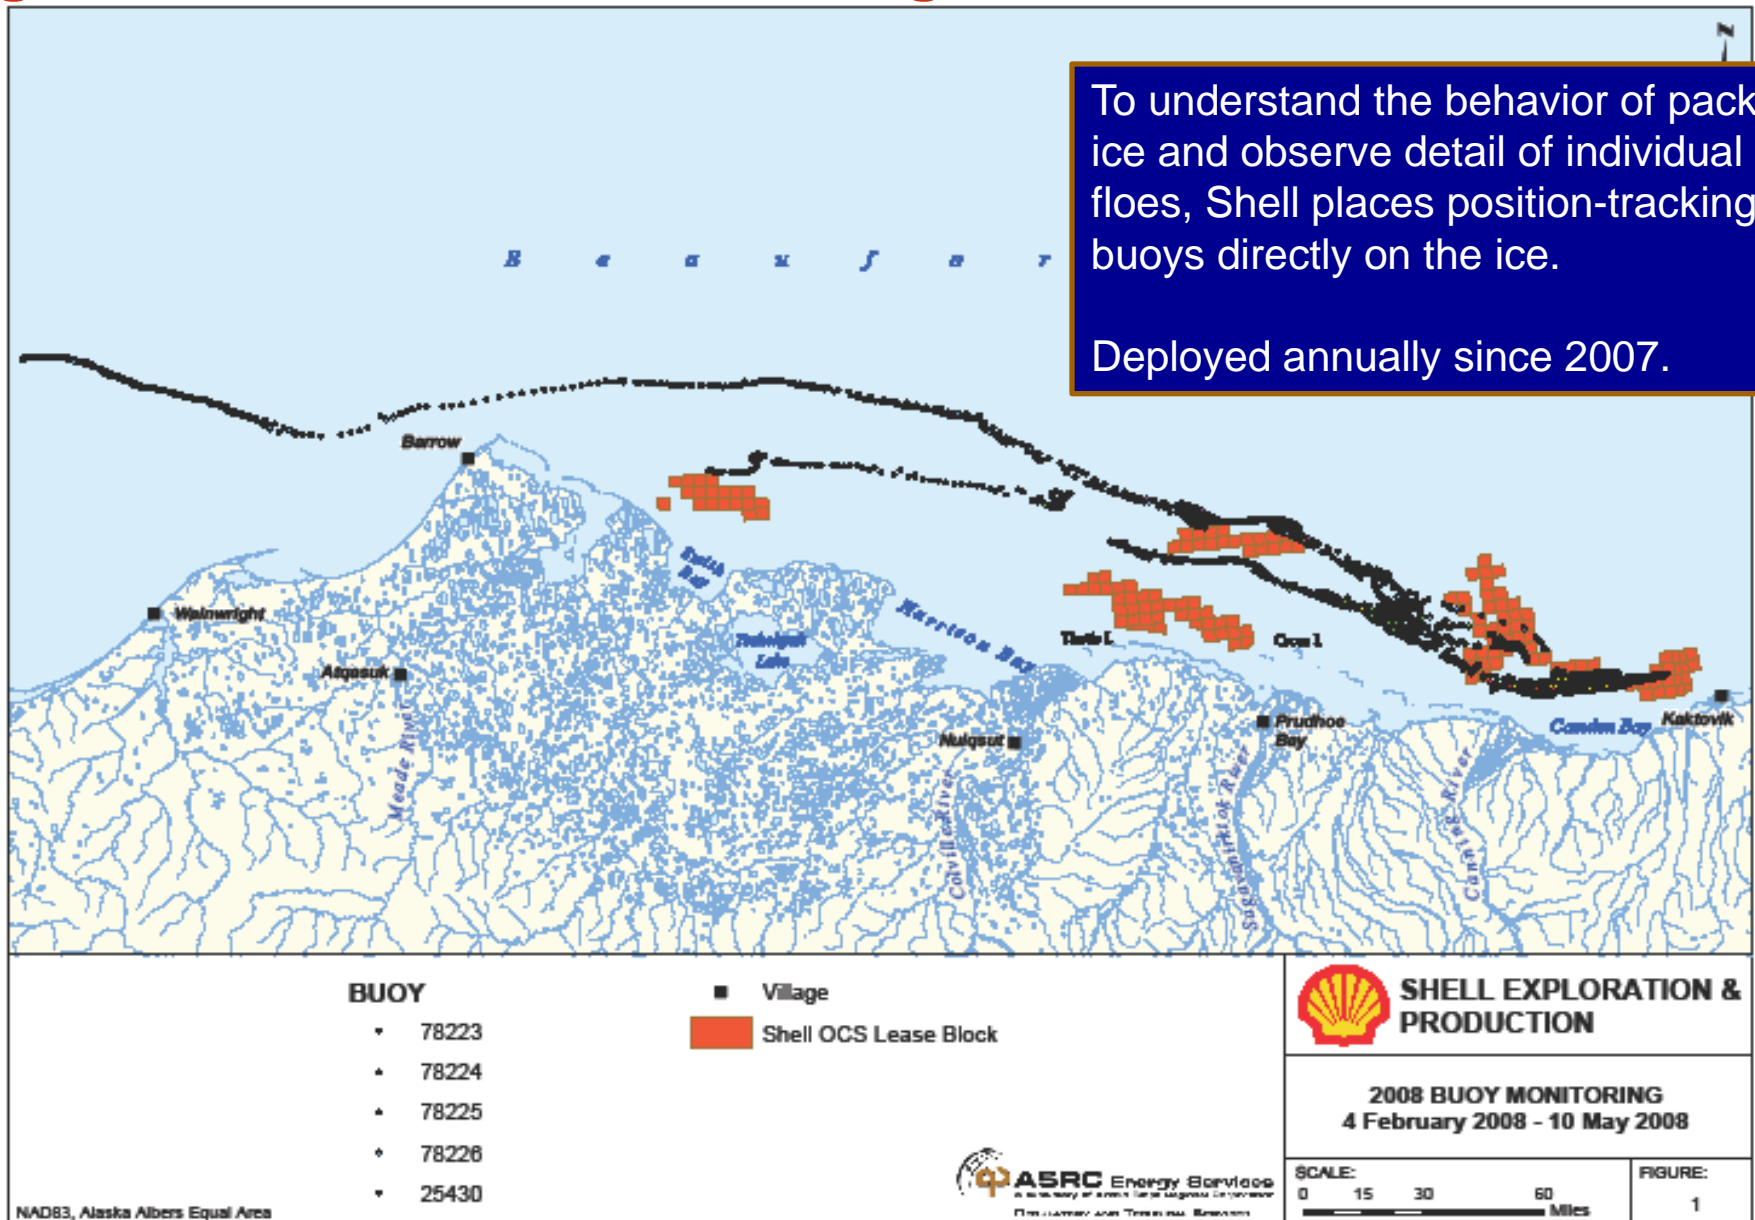 N
To understand the behavior of pack
ice and observe detail of individual
floes, Shell places position-tracking
buoys directly on the ice.
Deployed annually since 2007.
B e a u f o r
Barrow
Wainwright
Smith
Bay
Lake
Harrison Bay
Thetis I.
Cross I.
Atqasuk
Meade River
Nuiqsut
Prudhoe
Bay
Camden Bay
Kaktovik
Colville River
Sagavanirktok River
Canning River
BUOY
78223
78224
78225
78226
25430
Village
Shell OCS Lease Block
SHELL EXPLORATION &
PRODUCTION
2008 BUOY MONITORING
4 February 2008 - 10 May 2008
ASRC Energy Services
SCALE:
0 15 30 60
Miles
FIGURE:
1
NAD83, Alaska Albers Equal Area